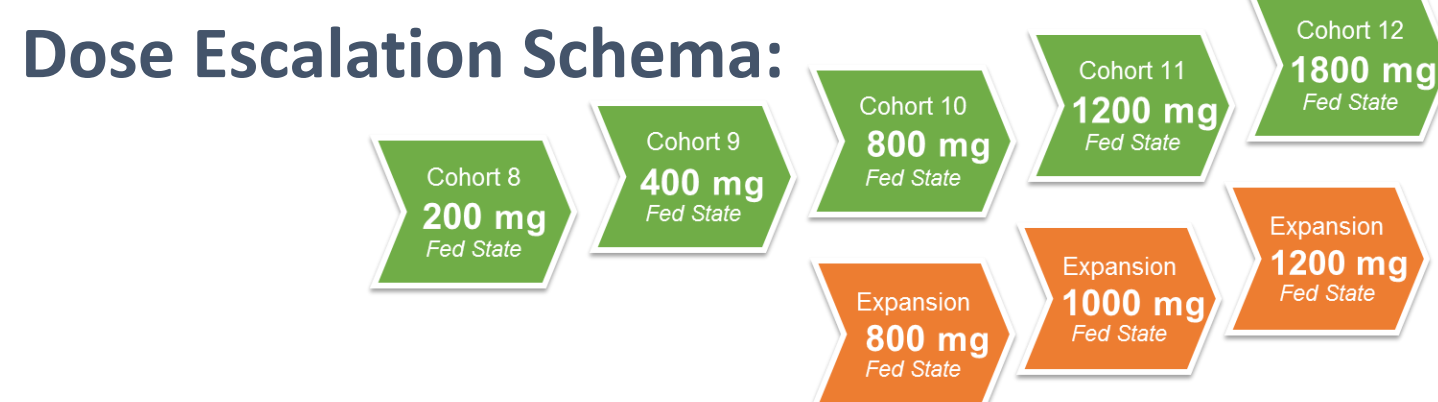 Dose Escalation Schema:
Cohort 8
200 mg
Fed State
Cohort 9
400 mg
Fed State
Cohort 10
800 mg
Fed State
Cohort 11
1200 mg
Fed State
Cohort 12
1800 mg
Fed State
Expansion
800 mg
Fed State
Expansion
1000 mg
Fed State
Expansion
1200 mg
Fed State